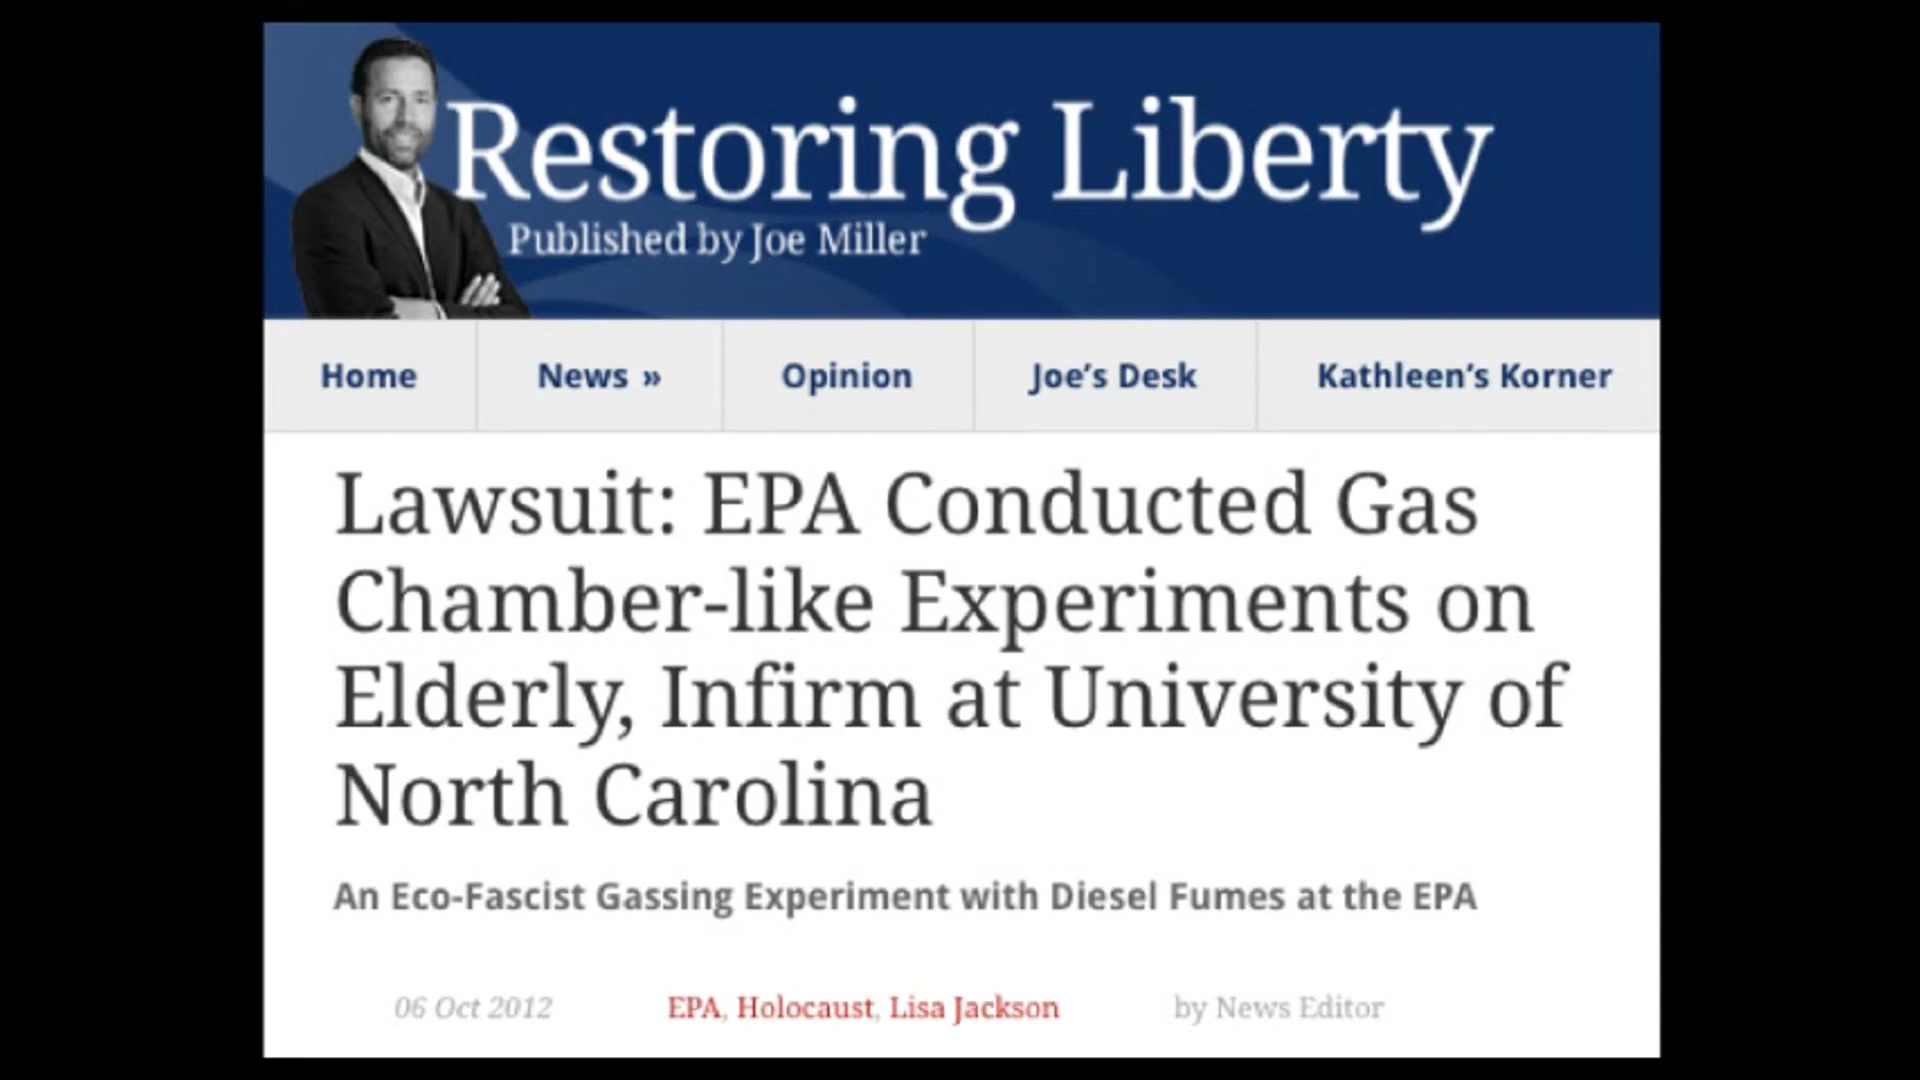 Restoring Liberty
Published by Joe Miller
Home News » Opinion Joe's Desk Kathleen's Korner
Lawsuit: EPA Conducted Gas
Chamber-like Experiments on
Elderly, Infirm at University of
North Carolina
An Eco-Fascist Gassing Experiment with Diesel Fumes at the EPA
06 Oct 2012 EPA, Holocaust, Lisa Jackson by News Editor